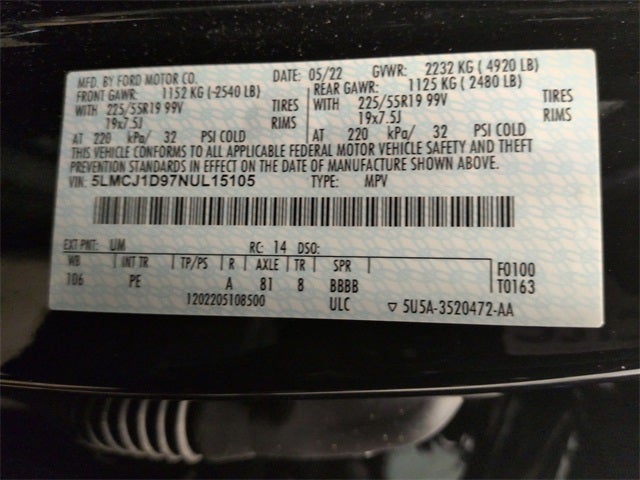 MFD. BY FORD MOTOR CO. DATE: 05/22 GVWR: 2232 KG ( 4920 LB)
FRONT GAWR: 1152 KG ( 2540 LB) REAR GAWR: 1125 KG ( 2480 LB)
WITH 225/55R19 99V TIRES WITH 225/55R19 99V TIRES
19x7.5J RIMS 19x7.5J RIMS
AT 220 kPa/ 32 PSI COLD AT 220 kPa/ 32 PSI COLD
THIS VEHICLE CONFORMS TO ALL APPLICABLE FEDERAL MOTOR VEHICLE SAFETY AND THEFT
PREVENTION STANDARDS IN EFFECT ON THE DATE OF MANUFACTURE SHOWN ABOVE.
VIN: 5LMCJ1D97NUL15105 TYPE: MPV
EXT PNT: UM RC: 14 DSO:
WB INT TR TP/PS R AXLE TR SPR F0100
106 PE A 81 8 BBBB T0163
1202205108500 ULC ▽ 5U5A-3520472-AA